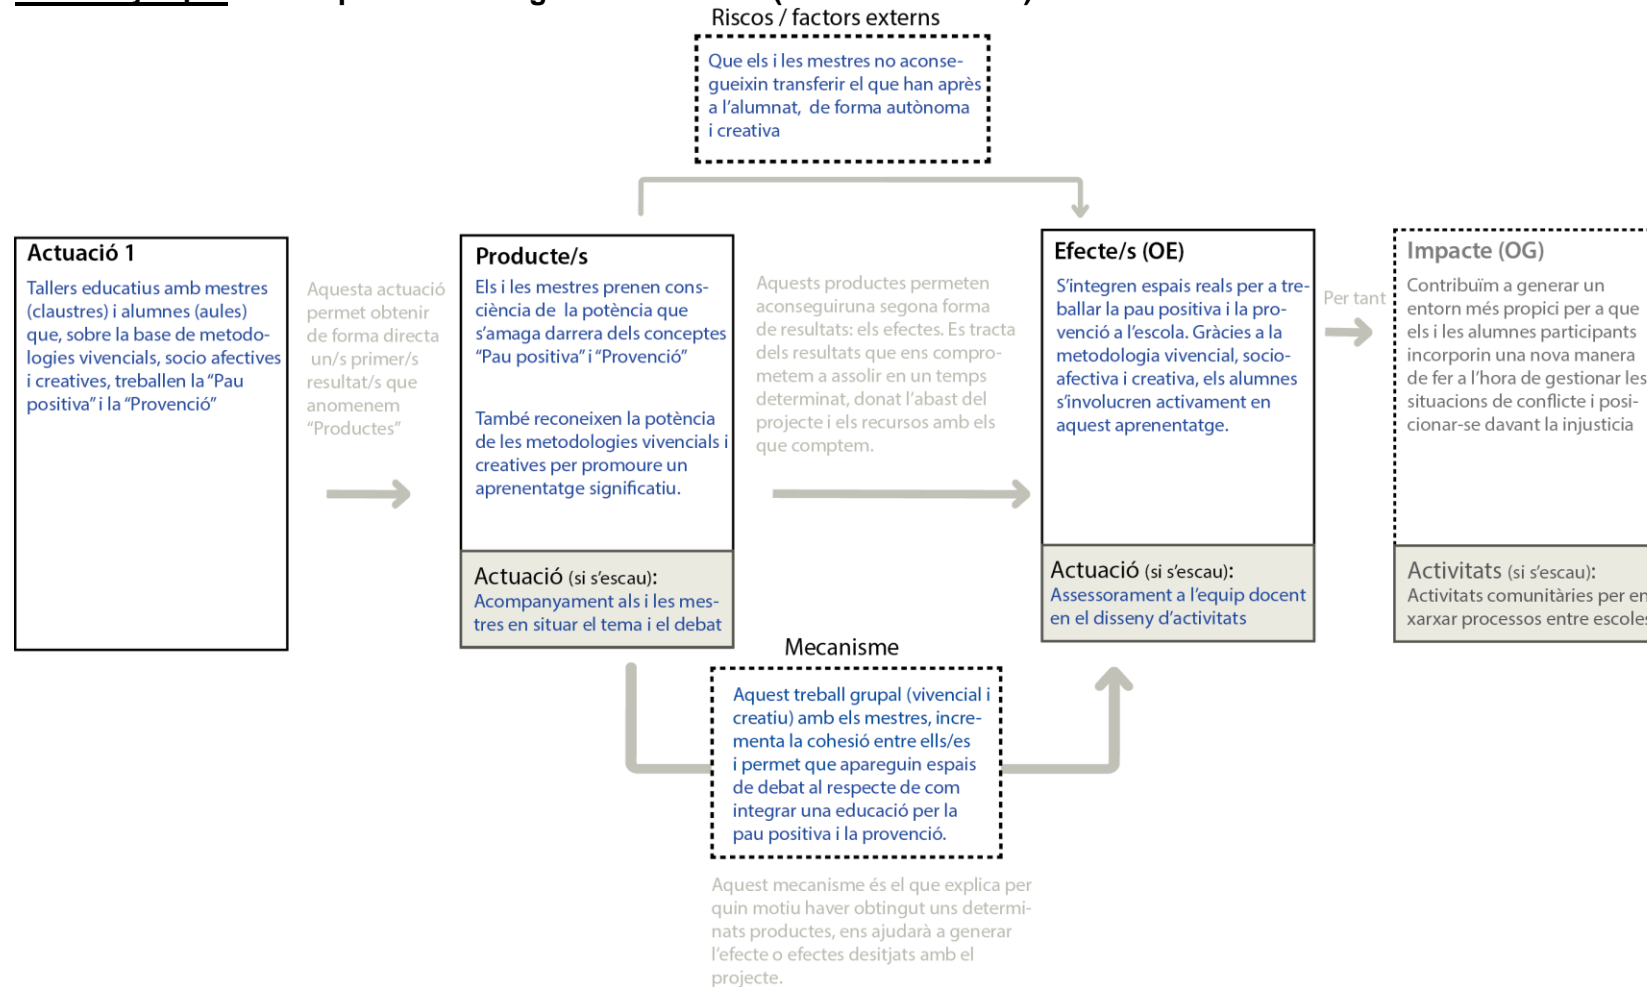 Riscos / factors externs
Que els i les mestres no aconse-
gueixin transferir el que han après
a l’alumnat, de forma autònoma
i creativa
Actuació 1
Tallers educatius amb mestres
(claustres) i alumnes (aules)
que, sobre la base de metodo-
logies vivencials, socio afectives
i creatives, treballen la “Pau
positiva” i la “Provenció”
Aquesta actuació
permet obtenir
de forma directa
un/s primer/s
resultat/s que
anomenem
“Productes”
Producte/s
Els i les mestres prenen cons-
ciència de la potència que
s’amaga darrera dels conceptes
“Pau positiva” i “Provenció”
També reconeixen la potència
de les metodologies vivencials i
creatives per promoure un
aprenentatge significatiu.
Actuació (si s’escau):
Acompanyament als i les mes-
tres en situar el tema i el debat
Aquests productes permeten
aconseguiruna segona forma
de resultats: els efectes. Es tracta
dels resultats que ens compro-
metem a assolir en un temps
determinat, donat l’abast del
projecte i els recursos amb els
que comptem.
Efecte/s (OE)
S’integren espais reals per a tre-
ballar la pau positiva i la pro-
venció a l’escola. Gràcies a la
metodologia vivencial, socio-
afectiva i creativa, els alumnes
s’involucren activament en
aquest aprenentatge.
Actuació (si s’escau):
Assessorament a l’equip docent
en el disseny d’activitats
Per tant
Impacte (OG)
Contribuïm a generar un
entorn més propici per a que
els i les alumnes participants
incorporin una nova manera
de fer a l’hora de gestionar les
situacions de conflicte i posi-
cionar-se davant la injusticia
Activitats (si s’escau):
Activitats comunitàries per en
xarxar processos entre escoles
Mecanisme
Aquest treball grupal (vivencial i
creatiu) amb els mestres, incre-
menta la cohesió entre ells/es
i permet que apareguin espais
de debat al respecte de com
integrar una educació per la
pau positiva i la provenció.
Aquest mecanisme és el que explica per
quin motiu haver obtingut uns determi-
nats productes, ens ajudarà a generar
l’efecte o efectes desitjats amb el
projecte.